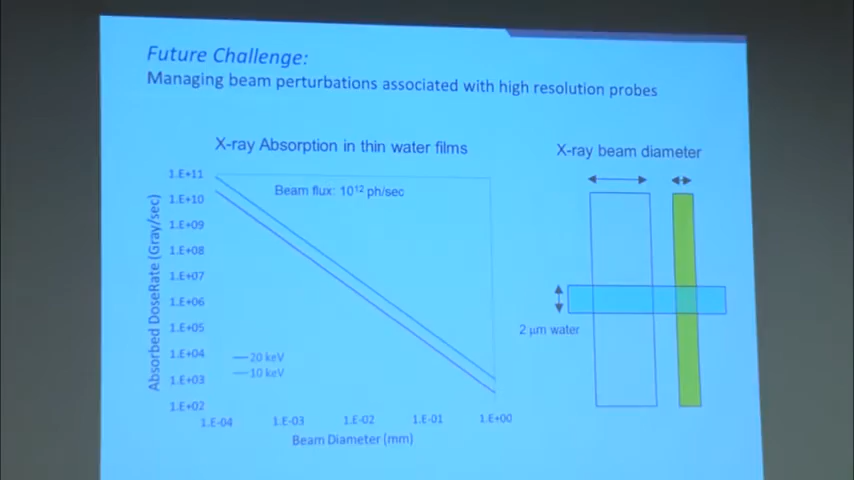 Future Challenge:
Managing beam perturbations associated with high resolution probes
X-ray Absorption in thin water films
X-ray beam diameter
Beam flux: 10¹² ph/sec
Absorbed DoseRate (Gray/sec)
1.E+11
1.E+10
1.E+09
1.E+08
1.E+07
1.E+06
1.E+05
1.E+04
1.E+03
1.E+02
20 keV
10 keV
1.E-04 1.E-03 1.E-02 1.E-01 1.E+00
Beam Diameter (mm)
2 µm water